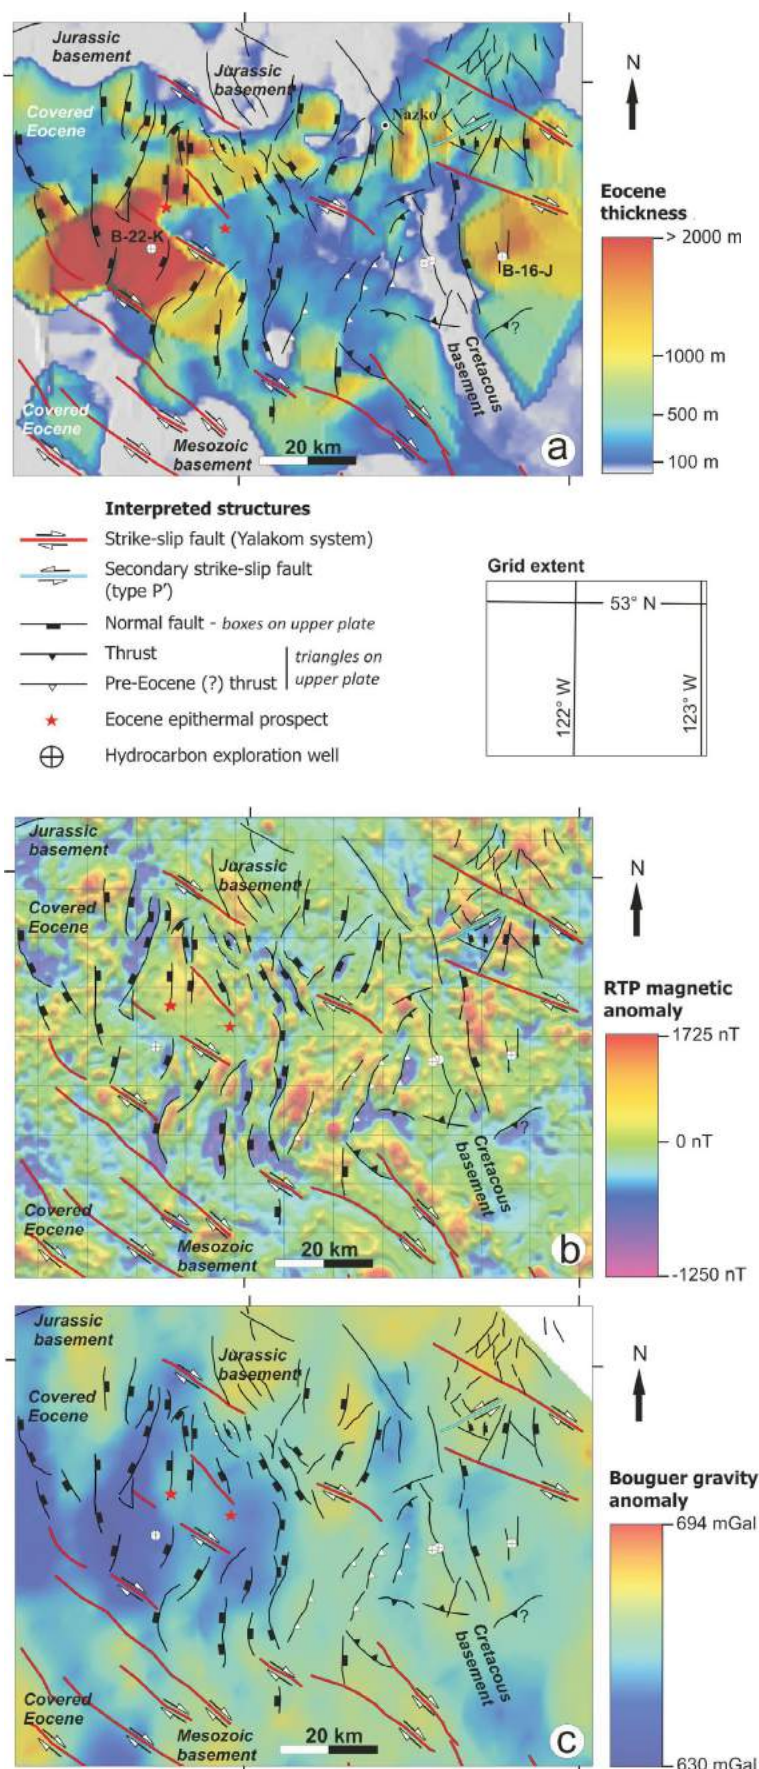 Jurassic
basement
Jurassic
basement
Covered
Eocene
Nazko
B-22-K
B-16-J
Cretacous
basement
?
Covered
Eocene
Mesozoic
basement
20 km
a
N
Eocene
thickness
> 2000 m
1000 m
500 m
100 m
Interpreted structures
Strike-slip fault (Yalakom system)
Secondary strike-slip fault
(type P')
Normal fault - boxes on upper plate
Thrust
Pre-Eocene (?) thrust
triangles on
upper plate
Eocene epithermal prospect
Hydrocarbon exploration well
Grid extent
53° N
122° W
123° W
Jurassic
basement
Jurassic
basement
Covered
Eocene
?
Cretacous
basement
Covered
Eocene
Mesozoic
basement
20 km
b
N
RTP magnetic
anomaly
1725 nT
0 nT
-1250 nT
Jurassic
basement
Jurassic
basement
Covered
Eocene
?
Cretacous
basement
Covered
Eocene
Mesozoic
basement
20 km
c
N
Bouguer gravity
anomaly
694 mGal
630 mGal